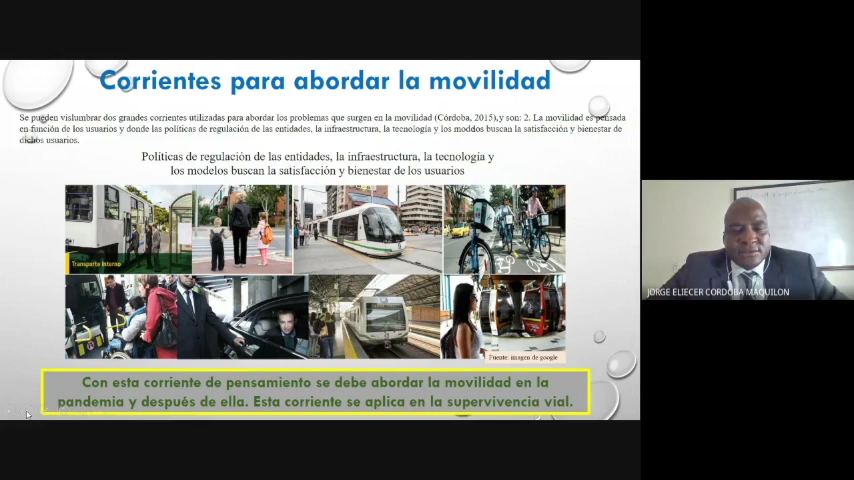 Corrientes para abordar la movilidad
Se pueden vislumbrar dos grandes corrientes utilizadas para abordar los problemas que surgen en la movilidad (Córdoba, 2015),y son: 2. La movilidad es pensada
en función de los usuarios y donde las políticas de regulación de las entidades, la infraestructura, la tecnología y los modelos buscan la satisfacción y bienestar de
dichos usuarios.
Políticas de regulación de las entidades, la infraestructura, la tecnología y
los modelos buscan la satisfacción y bienestar de los usuarios
Transporte Interno
Fuente: imagen de google
Con esta corriente de pensamiento se debe abordar la movilidad en la
pandemia y después de ella. Esta corriente se aplica en la supervivencia vial.
JORGE ELIECER CORDOBA MAQUILON